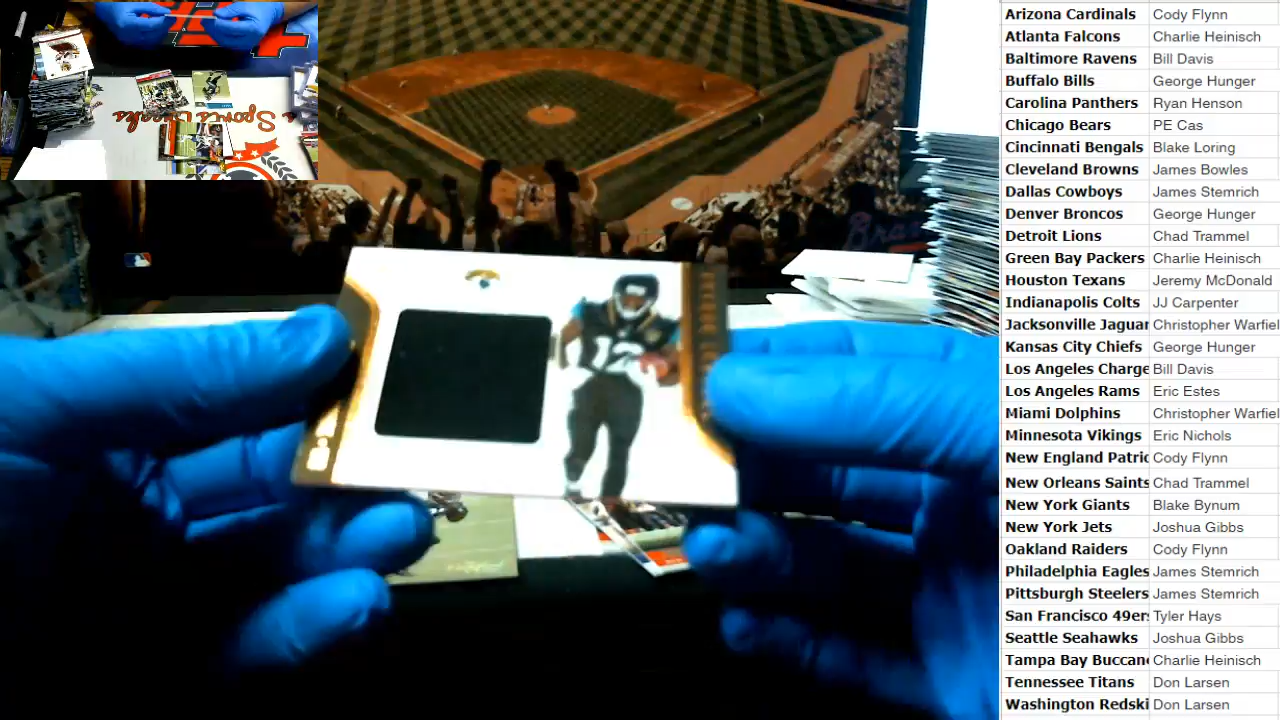 Arizona Cardinals Cody Flynn
Atlanta Falcons Charlie Heinisch
Baltimore Ravens Bill Davis
Buffalo Bills George Hunger
Carolina Panthers Ryan Henson
Chicago Bears PE Cas
Cincinnati Bengals Blake Loring
Cleveland Browns James Bowles
Dallas Cowboys James Stemrich
Denver Broncos George Hunger
Detroit Lions Chad Trammel
Green Bay Packers Charlie Heinisch
Houston Texans Jeremy McDonald
Indianapolis Colts JJ Carpenter
Jacksonville Jaguar Christopher Warfiel
Kansas City Chiefs George Hunger
Los Angeles Charge Bill Davis
Los Angeles Rams Eric Estes
Miami Dolphins Christopher Warfiel
Minnesota Vikings Eric Nichols
New England Patric Cody Flynn
New Orleans Saints Chad Trammel
New York Giants Blake Bynum
New York Jets Joshua Gibbs
Oakland Raiders Cody Flynn
Philadelphia Eagles James Stemrich
Pittsburgh Steelers James Stemrich
San Francisco 49ers Tyler Hays
Seattle Seahawks Joshua Gibbs
Tampa Bay Buccane Charlie Heinisch
Tennessee Titans Don Larsen
Washington Redski Don Larsen
Sports Breaks
Braves
12